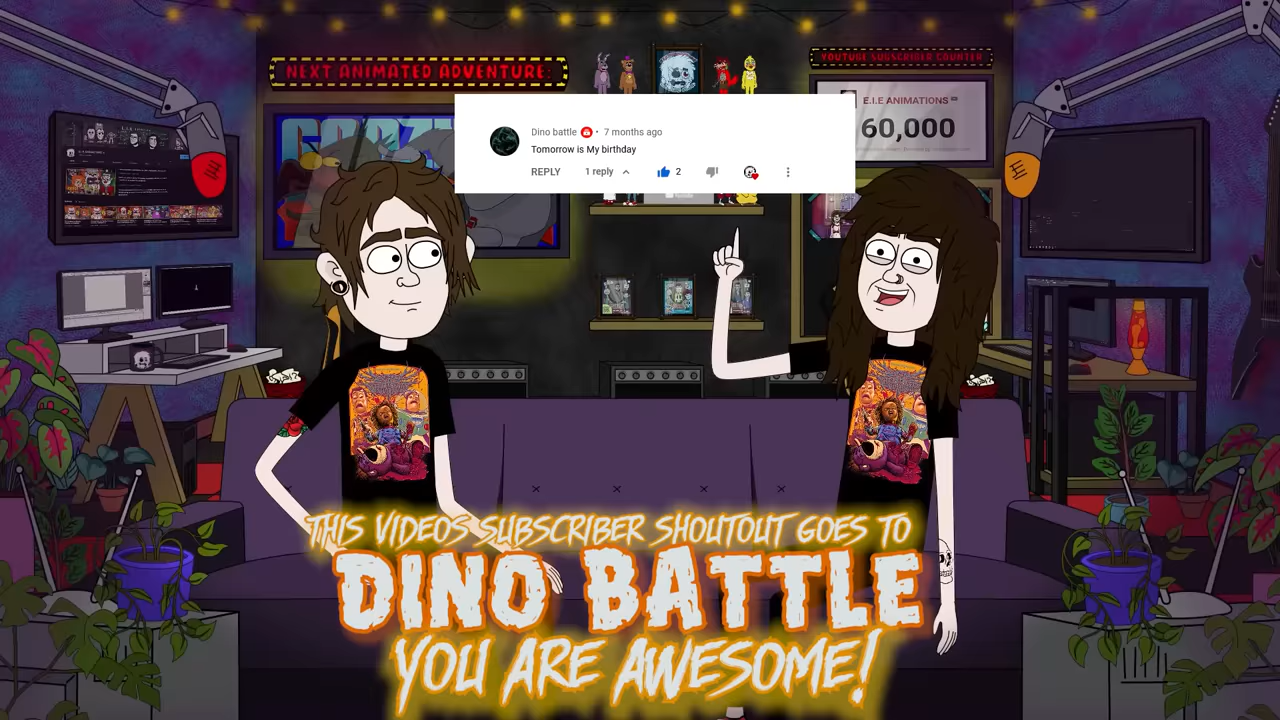 NEXT ANIMATED ADVENTURE:
YOUTUBE SUBSCRIBER COUNTER
E.I.E ANIMATIONS
60,000
Dino battle • 7 months ago
Tomorrow is My birthday
REPLY 1 reply 2
THIS VIDEOS SUBSCRIBER SHOUTOUT GOES TO
DINO BATTLE
YOU ARE AWESOME!